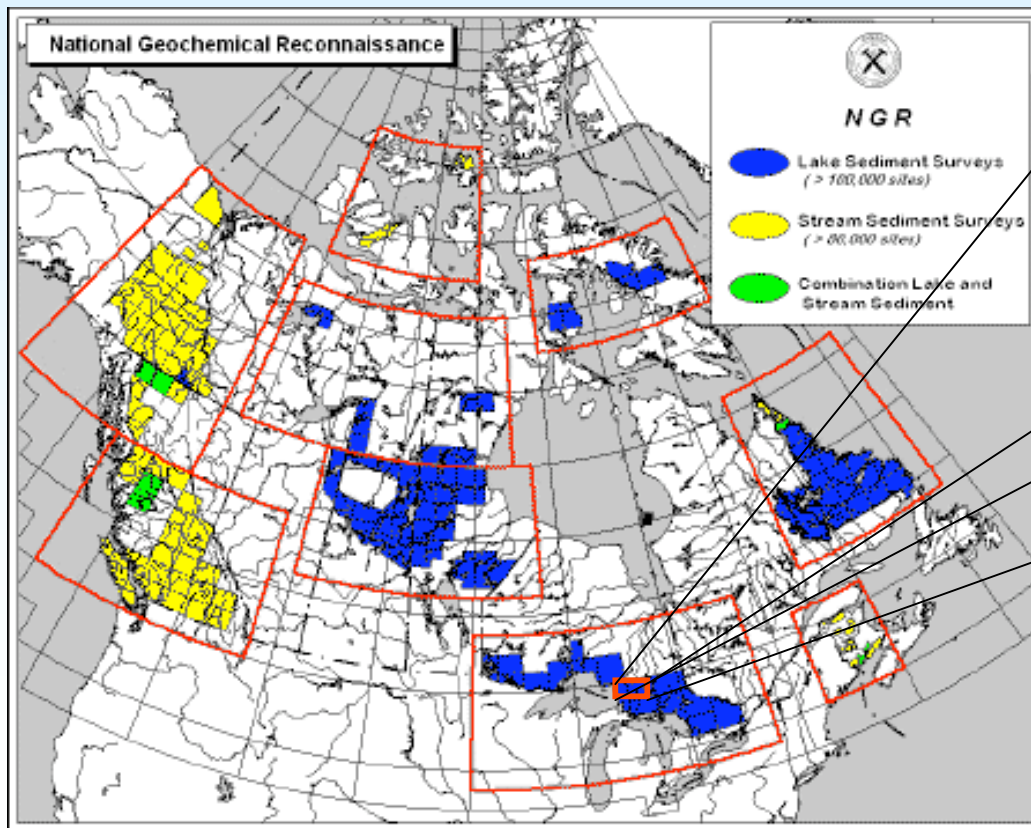 National Geochemical Reconnaissance
NGR
Lake Sediment Surveys
( > 100,000 sites)
Stream Sediment Surveys
( > 00,000 sites)
Combination Lake and
Stream Sediment